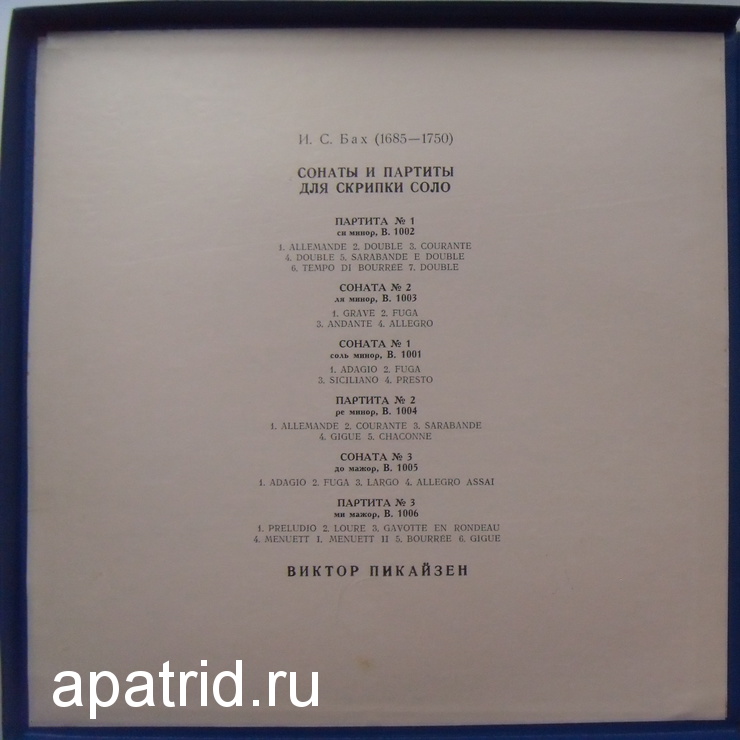 И. С. Бах (1685—1750)
СОНАТЫ И ПАРТИТЫ
ДЛЯ СКРИПКИ СОЛО
ПАРТИТА № 1
си минор, В. 1002
1. ALLEMANDE 2. DOUBLE 3. COURANTE
4. DOUBLE 5. SARABANDE E DOUBLE
6. TEMPO DI BOURREE 7. DOUBLE
СОНАТА № 2
ля минор, В. 1003
1. GRAVE 2. FUGA
3. ANDANTE 4. ALLEGRO
СОНАТА № 1
соль минор, В. 1001
1. ADAGIO 2. FUGA
3. SICILIANO 4. PRESTO
ПАРТИТА № 2
ре минор, В. 1004
1. ALLEMANDE 2. COURANTE 3. SARABANDE
4. GIGUE 5. CHACONNE
СОНАТА № 3
до мажор, В. 1005
1. ADAGIO 2. FUGA 3. LARGO 4. ALLEGRO ASSAI
ПАРТИТА № 3
ми мажор, В. 1006
1. PRELUDIO 2. LOURE 3. GAVOTTE EN RONDEAU
4. MENUETT I. MENUETT II 5. BOURREE 6. GIGUE
ВИКТОР ПИКАЙЗЕН
apatrid.ru